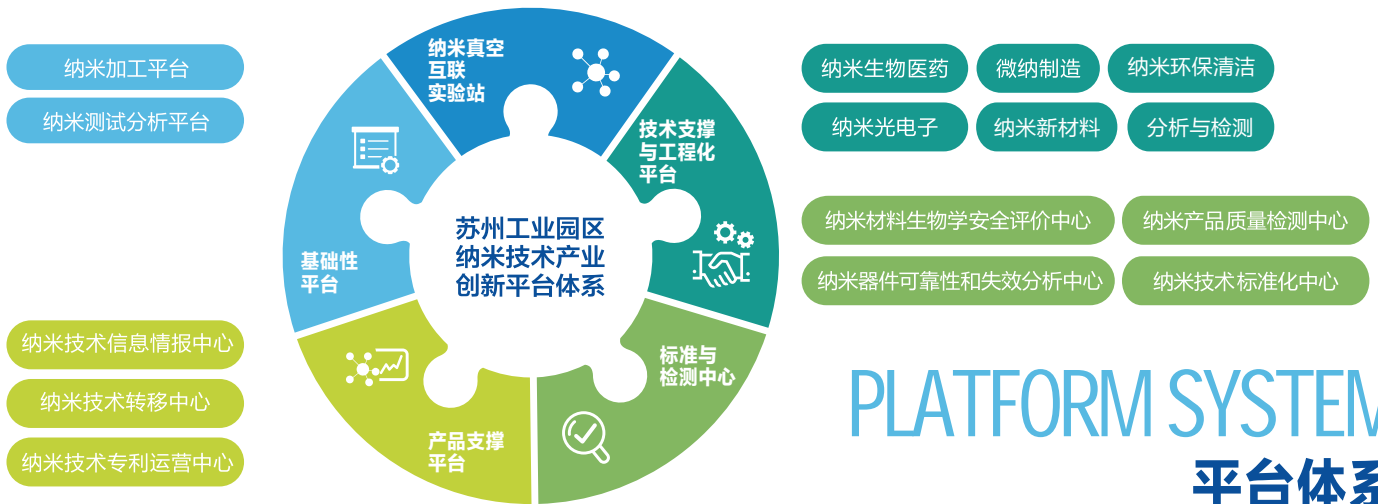 纳米加工平台
纳米测试分析平台
纳米技术信息情报中心
纳米技术转移中心
纳米技术专利运营中心
纳米真空
互联
实验站
技术支撑
与工程化
平台
基础性
平台
苏州工业园区
纳米技术产业
创新平台体系
标准与
检测中心
产品支撑
平台
纳米生物医药
微纳制造
纳米环保清洁
纳米光电子
纳米新材料
分析与检测
纳米材料生物学安全评价中心
纳米产品质量检测中心
纳米器件可靠性和失效分析中心
纳米技术标准化中心
PLATFORM SYSTEM
平台体系